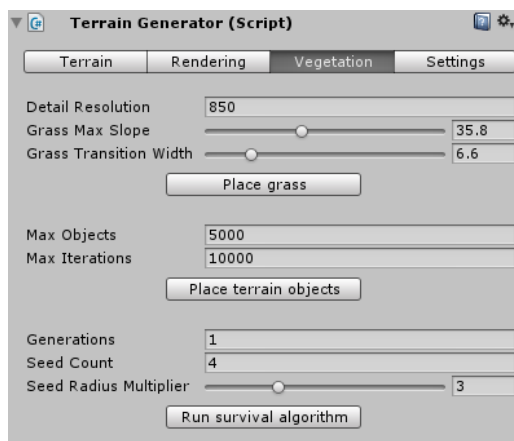 Terrain Generator (Script)
Terrain Rendering Vegetation Settings
Detail Resolution 850
Grass Max Slope 35.8
Grass Transition Width 6.6
Place grass
Max Objects 5000
Max Iterations 10000
Place terrain objects
Generations 1
Seed Count 4
Seed Radius Multiplier 3
Run survival algorithm